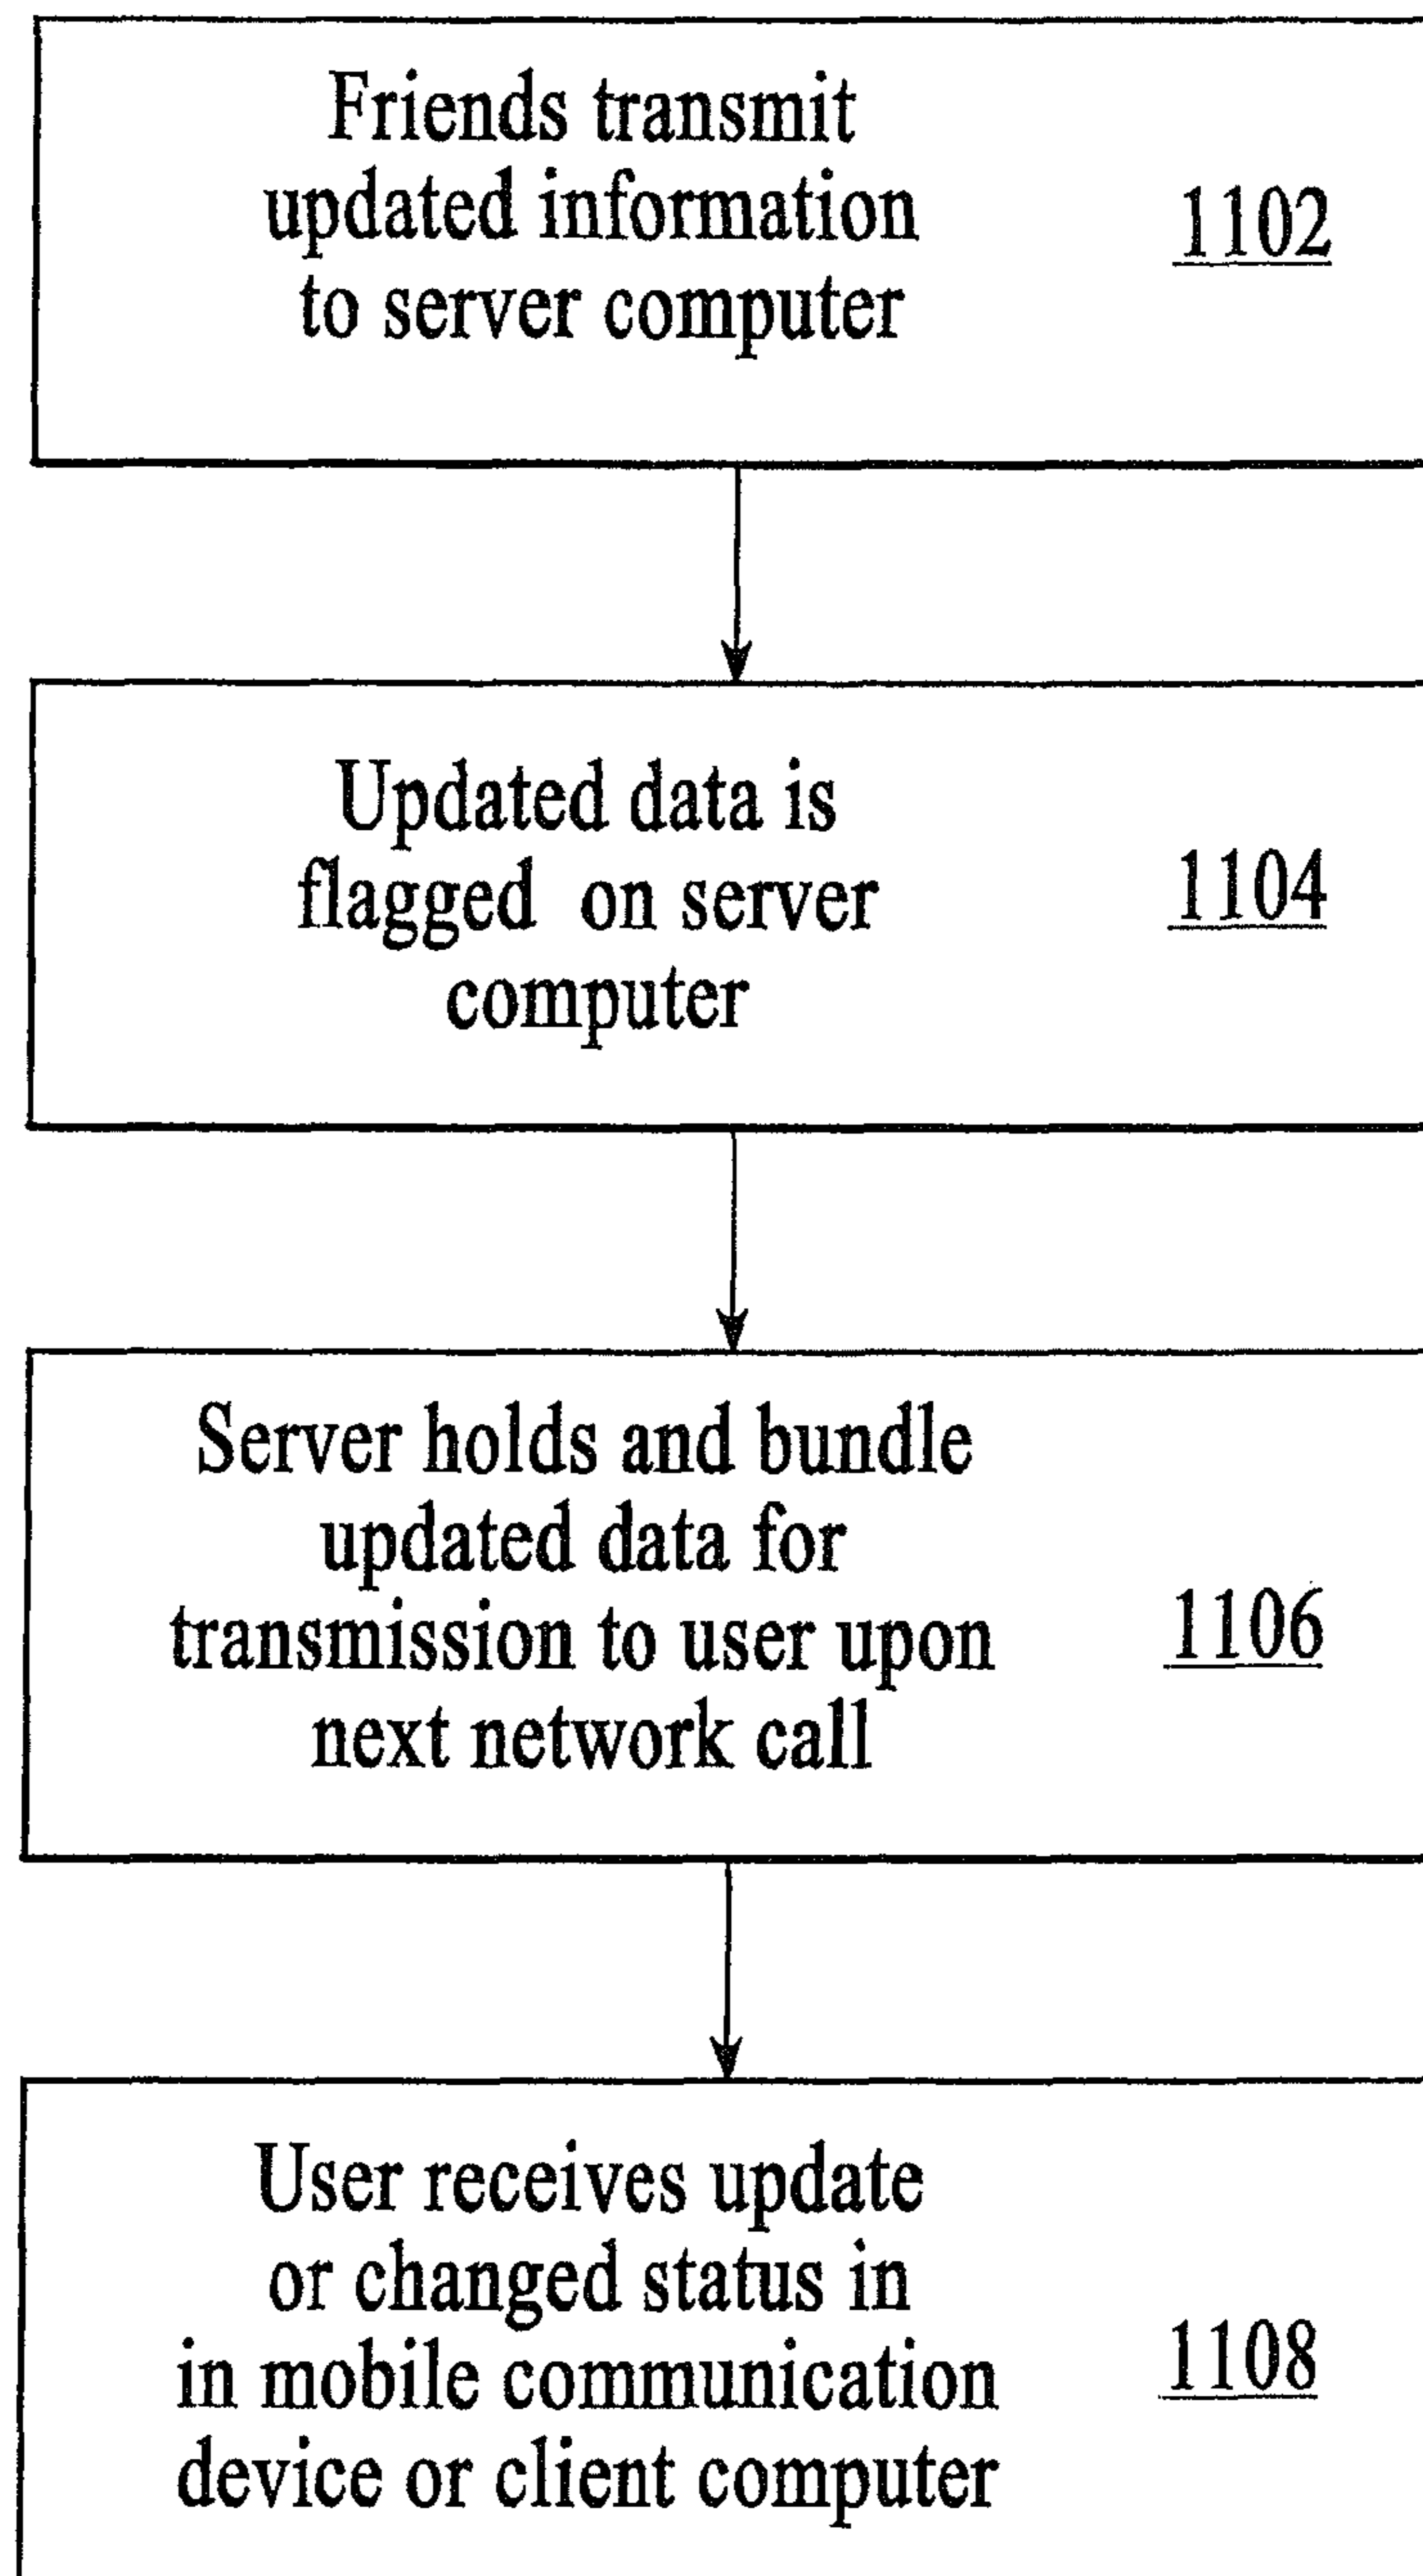 Friends transmit
updated information
to server computer
1102
Updated data is
flagged on server
computer
1104
Server holds and bundle
updated data for
transmission to user upon
next network call
1106
User receives update
or changed status in
in mobile communication
device or client computer
1108